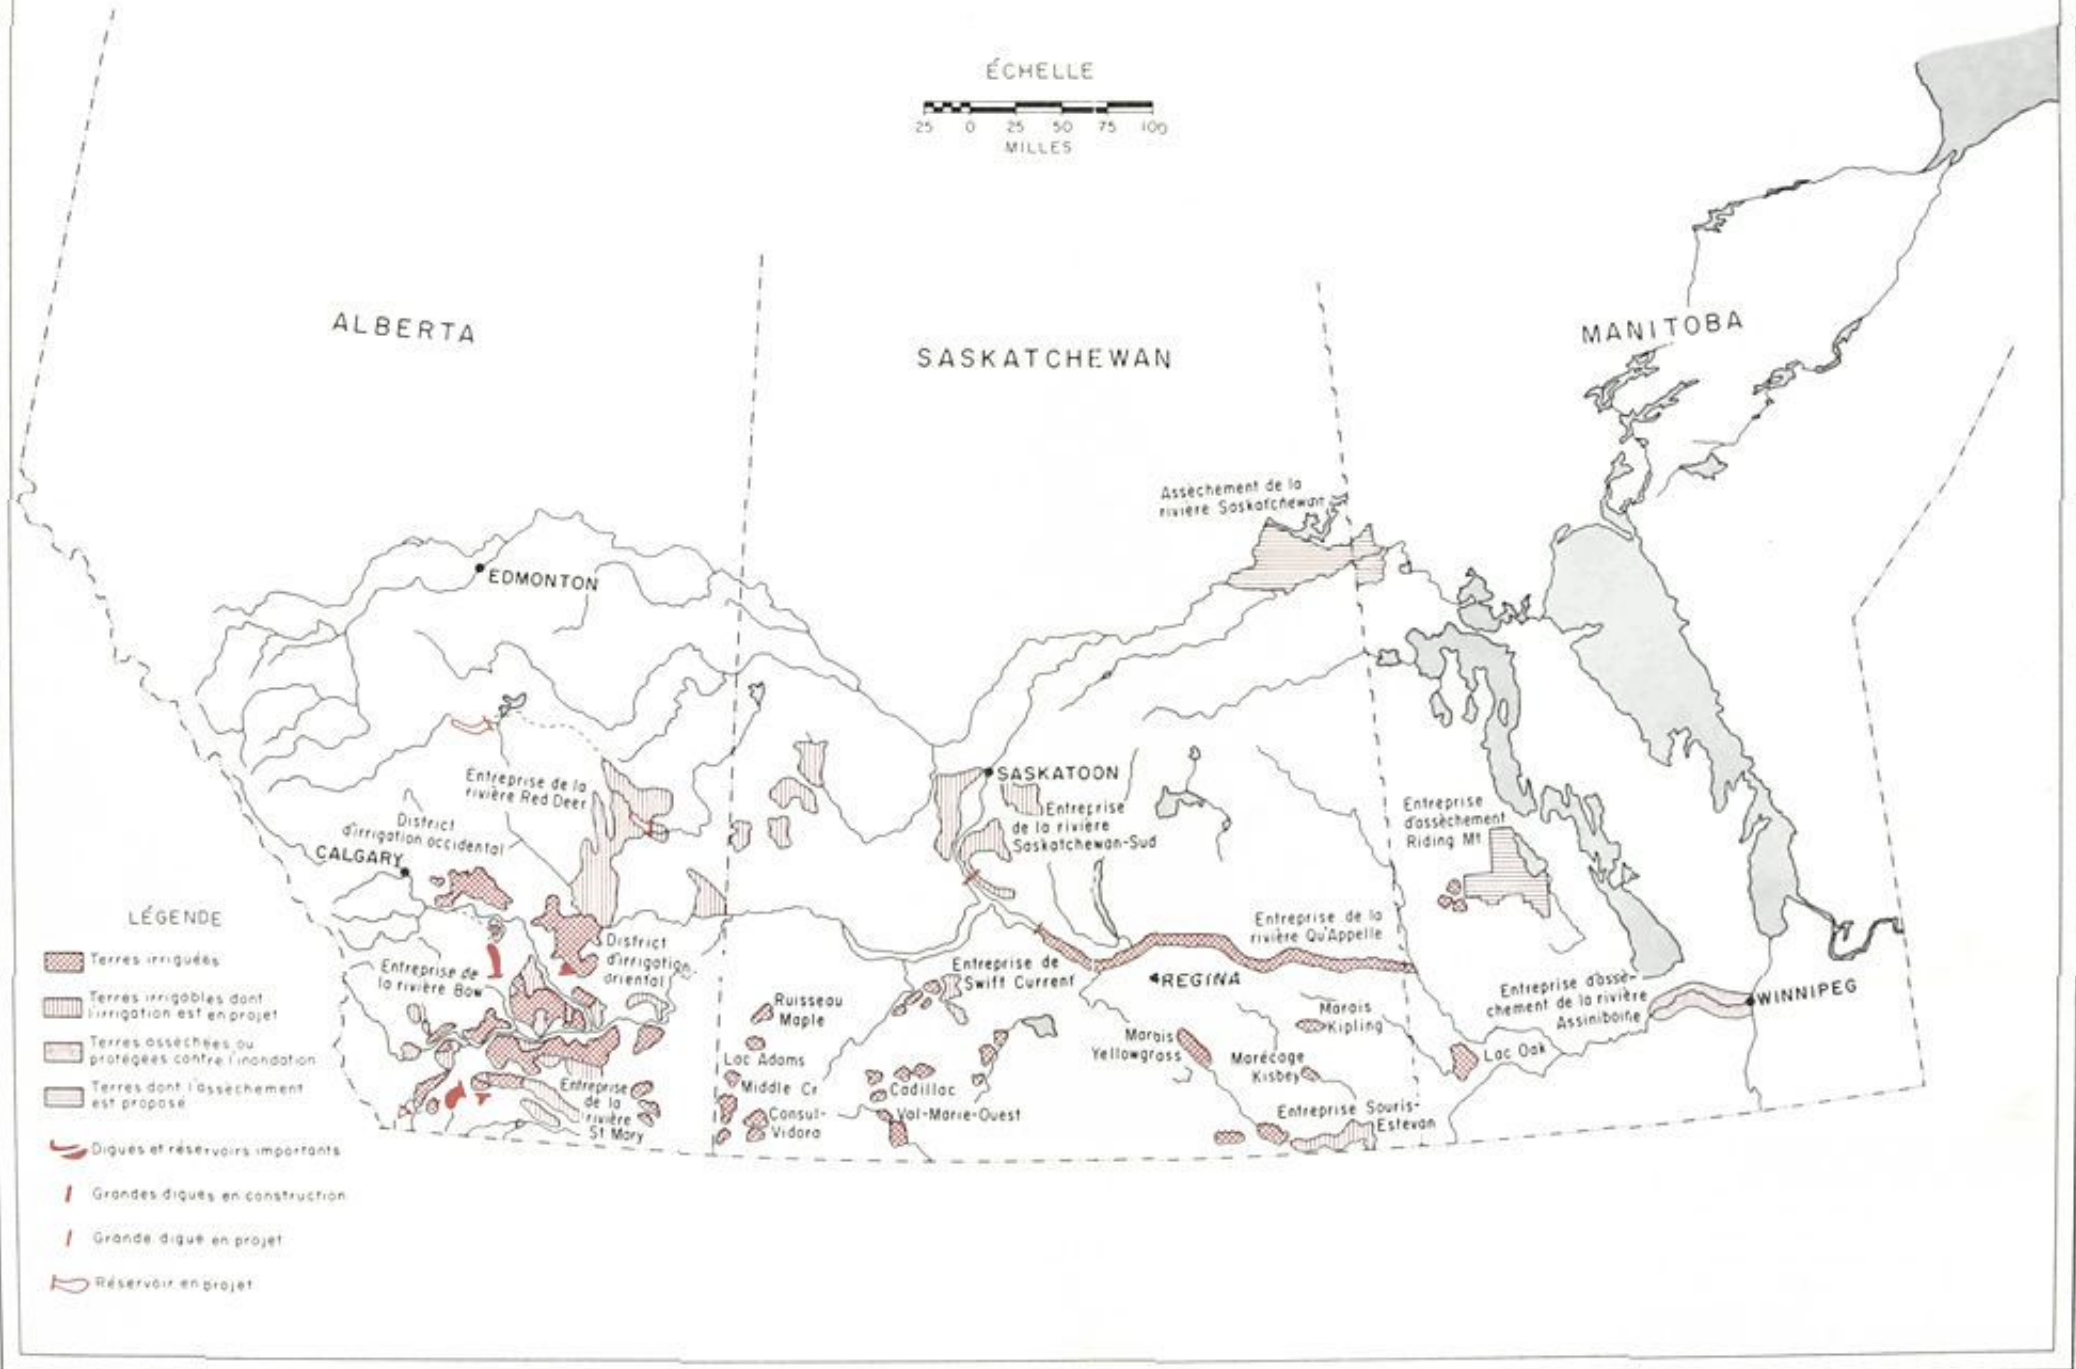 ÉCHELLE
25 0 25 50 75 100
MILLES
ALBERTA
SASKATCHEWAN
MANITOBA
Assèchement de la
rivière Saskatchewan
EDMONTON
SASKATOON
Entreprise de la
rivière Red Deer
District
d'irrigation occidental
CALGARY
Entreprise
de la rivière
Saskatchewan-Sud
Entreprise
d'assèchement
Riding Mt
Entreprise de la
rivière Qu'Appelle
District
d'irrigation
oriental
Entreprise de
la rivière Bow
Entreprise de
Swift Current
REGINA
Entreprise d'assè-
chement de la rivière
Assiniboine
WINNIPEG
Ruisseau
Maple
Marais
Kipling
Marais
Yellowgrass
Lac Adams
Marécage
Kisbey
Lac Oak
Middle Cr
Cadillac
Entreprise
de la
rivière
St Mary
Consul-
Vidora
Val-Marie-Ouest
Entreprise Souris-
Estevan
LÉGENDE
Terres irriguées
Terres irrigables dont
l'irrigation est en projet
Terres asséchées ou
protégées contre l'inondation
Terres dont l'assèchement
est proposé
Digues et réservoirs importants
Grandes digues en construction
Grande digue en projet
Réservoir en projet